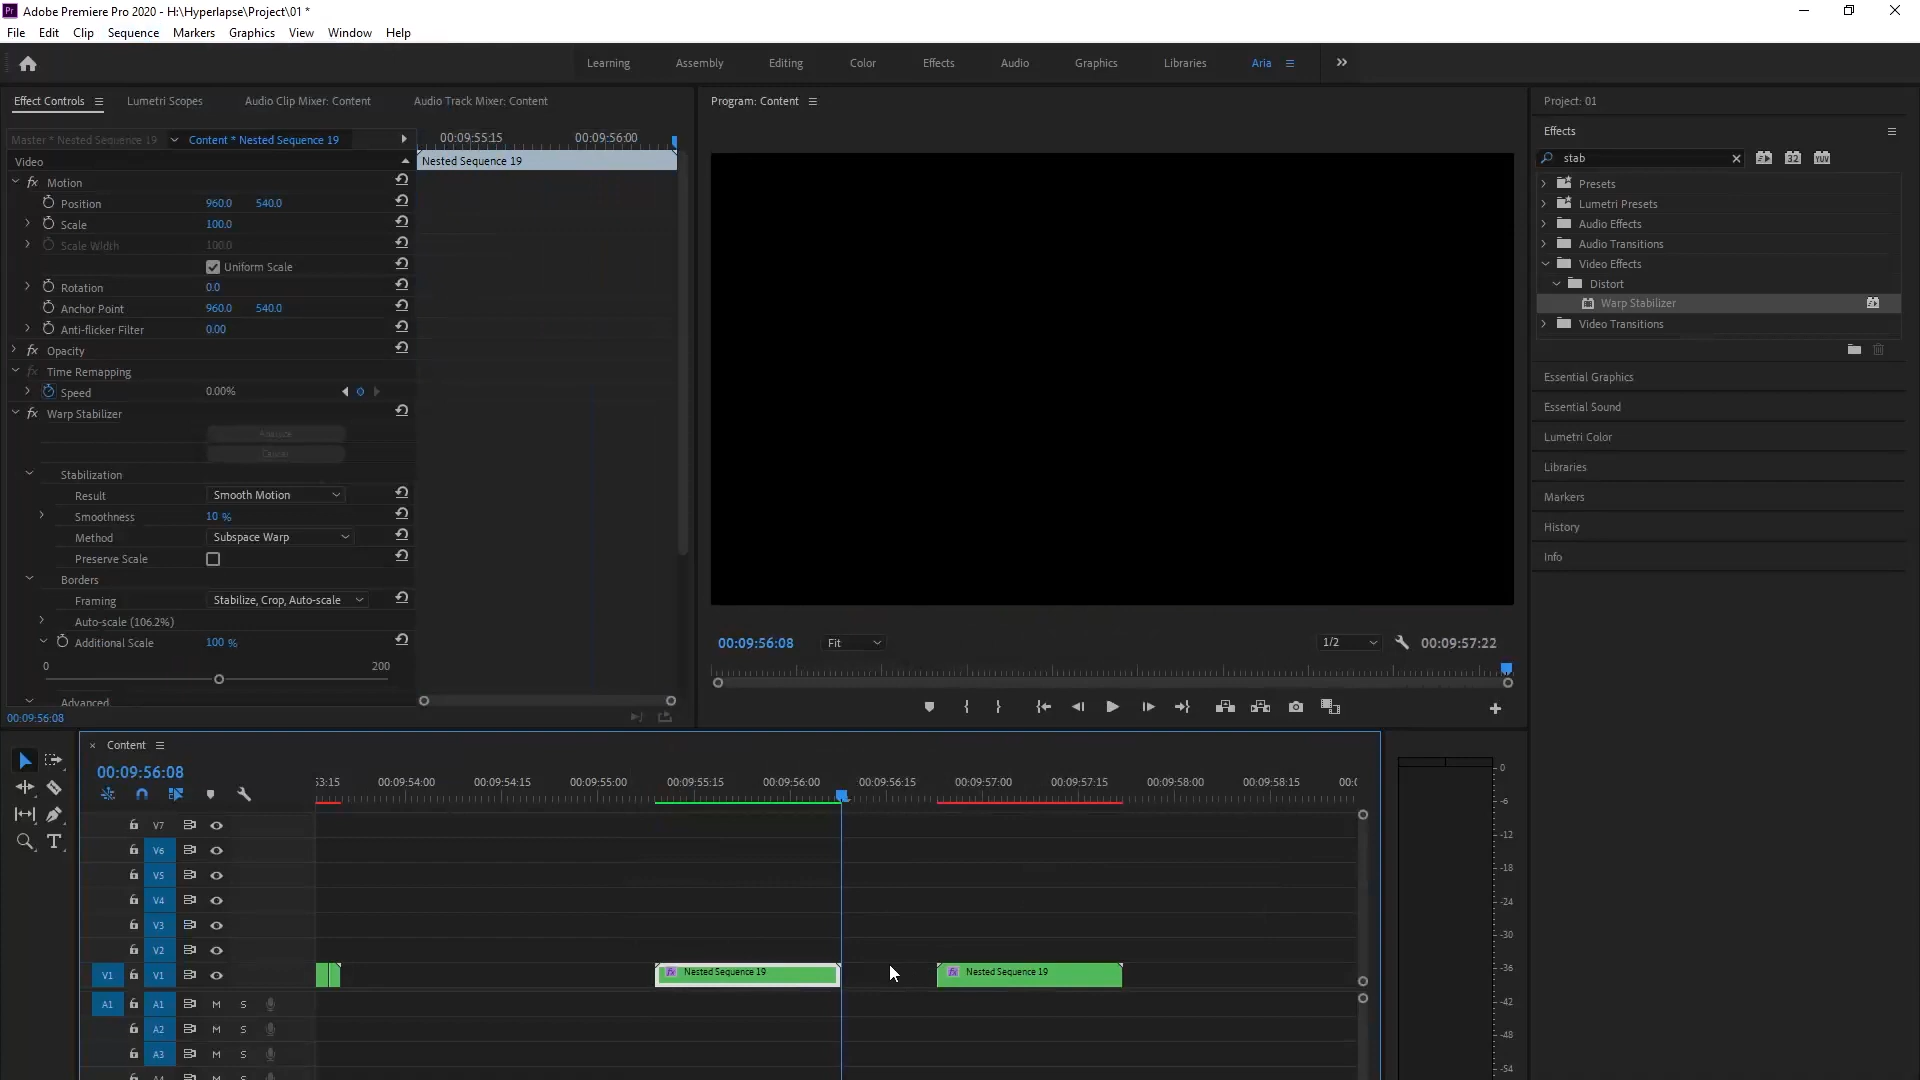 Adobe Premiere Pro 2020 - H:\Hyperlapse\Project\01 *
File Edit Clip Sequence Markers Graphics View Window Help
Learning Assembly Editing Color Effects Audio Graphics Libraries Aria
Effect Controls Lumetri Scopes Audio Clip Mixer: Content Audio Track Mixer: Content
Master * Nested Sequence 19 Content * Nested Sequence 19
00:09:55:15 00:09:56:00
Video
Nested Sequence 19
fx Motion
Position 960.0 540.0
Scale 100.0
Scale Width 100.0
Uniform Scale
Rotation 0.0
Anchor Point 960.0 540.0
Anti-flicker Filter 0.00
fx Opacity
fx Time Remapping
Speed 0.00%
fx Warp Stabilizer
Analyze
Cancel
Stabilization
Result Smooth Motion
Smoothness 10 %
Method Subspace Warp
Preserve Scale
Borders
Framing Stabilize, Crop, Auto-scale
Auto-scale (106.2%)
Additional Scale 100 %
0 200
Advanced
00:09:56:08
Program: Content
00:09:56:08 Fit 1/2 00:09:57:22
Project: 01
Effects
stab 32 YUV
Presets
Lumetri Presets
Audio Effects
Audio Transitions
Video Effects
Distort
Warp Stabilizer
Video Transitions
Essential Graphics
Essential Sound
Lumetri Color
Libraries
Markers
History
Info
Content
00:09:56:08
53:15 00:09:54:00 00:09:54:15 00:09:55:00 00:09:55:15 00:09:56:00 00:09:56:15 00:09:57:00 00:09:57:15 00:09:58:00 00:09:58:15 00:0
V7
V6
V5
V4
V3
V2
V1 V1 fx Nested Sequence 19 fx Nested Sequence 19
A1 A1 M S
A2 M S
A3 M S
0
-6
-12
-18
-24
-30
-36
-42
-48
-54